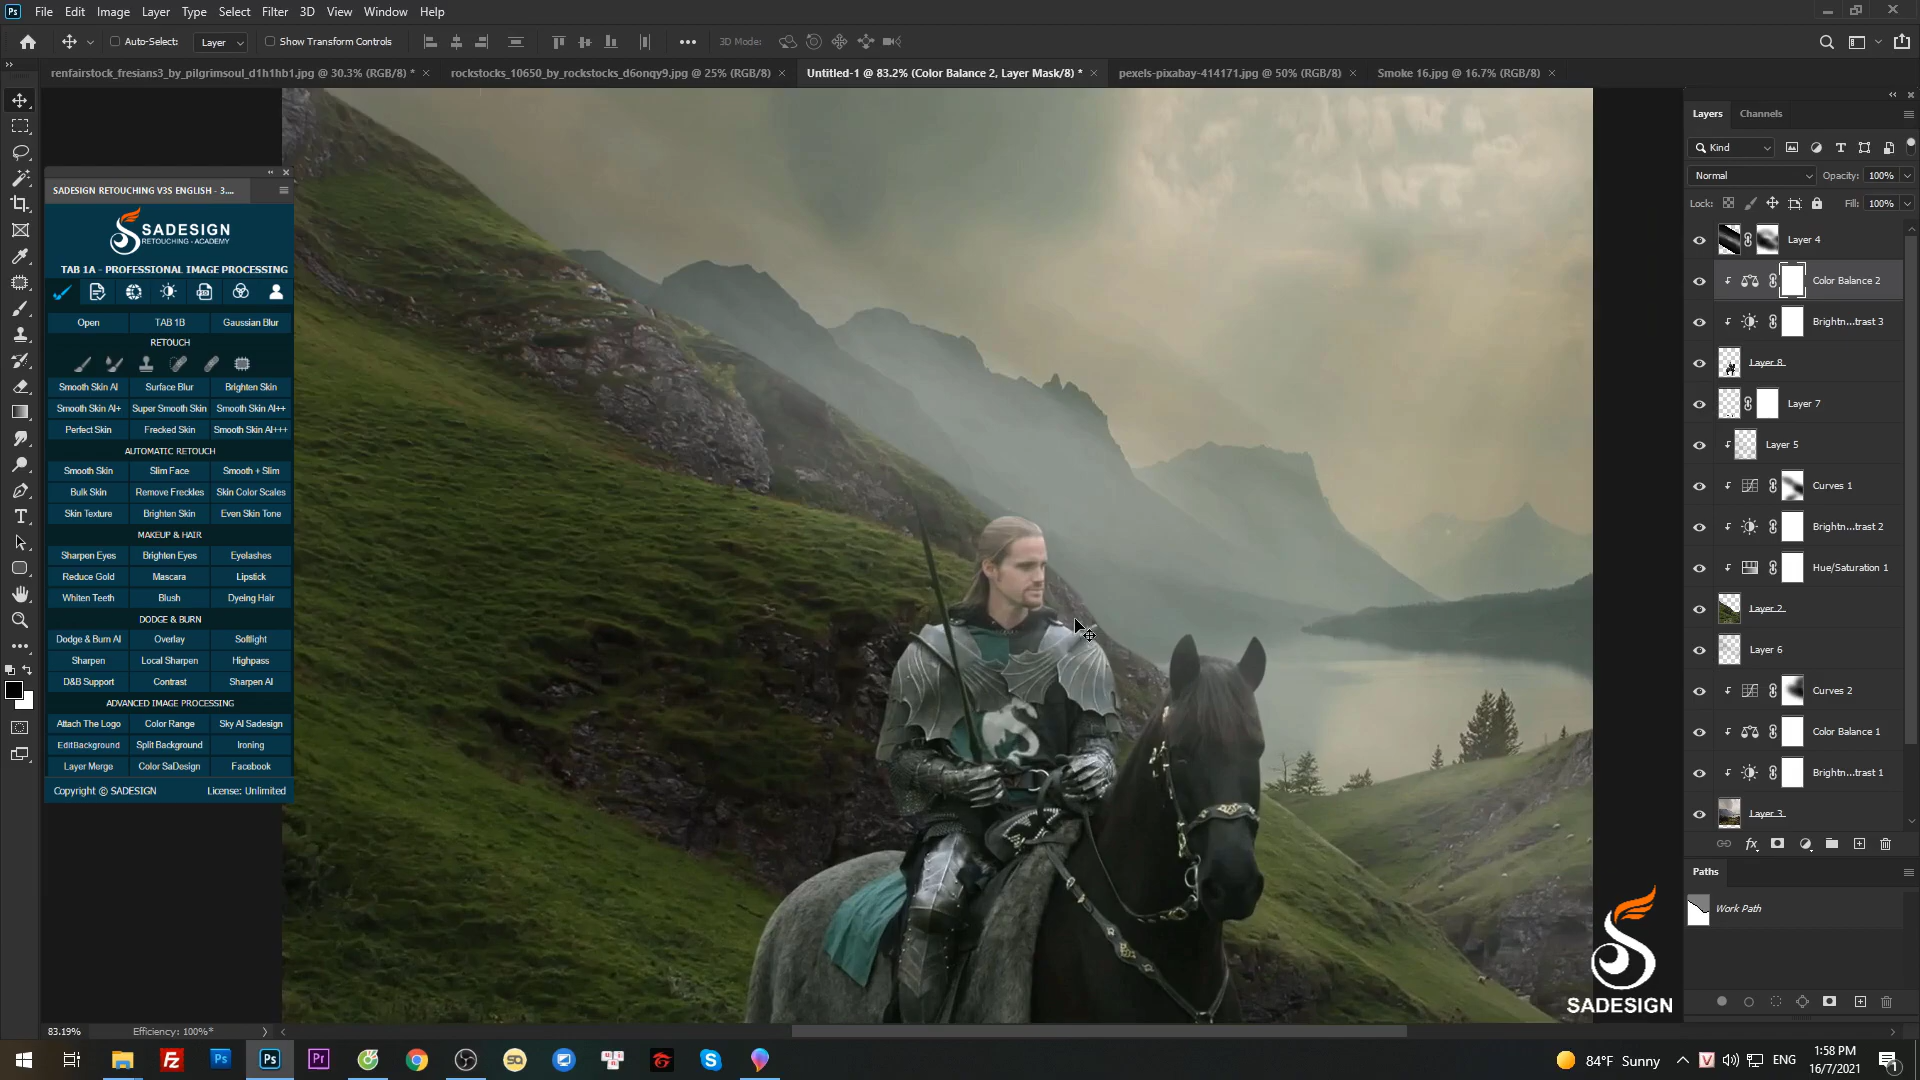 File Edit Image Layer Type Select Filter 3D View Window Help
Auto-Select: Layer Show Transform Controls 3D Mode:
renfairstock_fresians3_by_pilgrimsoul_d1h1hb1.jpg @ 30.3% (RGB/8) * rockstocks_10650_by_rockstocks_d6onqy9.jpg @ 25% (RGB/8) Untitled-1 @ 83.2% (Color Balance 2, Layer Mask/8) * pexels-pixabay-414171.jpg @ 50% (RGB/8) Smoke 16.jpg @ 16.7% (RGB/8)
SADESIGN RETOUCHING V3S ENGLISH - 3....
SADESIGN
RETOUCHING - ACADEMY
TAB 1A - PROFESSIONAL IMAGE PROCESSING
Open TAB 1B Gaussian Blur
RETOUCH
Smooth Skin AI Surface Blur Brighten Skin
Smooth Skin AI+ Super Smooth Skin Smooth Skin AI++
Perfect Skin Frecked Skin Smooth Skin AI+++
AUTOMATIC RETOUCH
Smooth Skin Slim Face Smooth + Slim
Bulk Skin Remove Freckles Skin Color Scales
Skin Texture Brighten Skin Even Skin Tone
MAKEUP & HAIR
Sharpen Eyes Brighten Eyes Eyelashes
Reduce Gold Mascara Lipstick
Whiten Teeth Blush Dyeing Hair
DODGE & BURN
Dodge & Burn AI Overlay Softlight
Sharpen Local Sharpen Highpass
D&B Support Contrast Sharpen AI
ADVANCED IMAGE PROCESSING
Attach The Logo Color Range Sky AI Sadesign
EditBackground Split Background Ironing
Layer Merge Color SaDesign Facebook
Copyright © SADESIGN License: Unlimited
Layers Channels
Kind
Normal Opacity: 100%
Lock: Fill: 100%
Layer 4
Color Balance 2
Brightn...trast 3
Layer 8
Layer 7
Layer 5
Curves 1
Brightn...trast 2
Hue/Saturation 1
Layer 2
Layer 6
Curves 2
Color Balance 1
Brightn...trast 1
Layer 3
Paths
Work Path
SADESIGN
83.19% Efficiency: 100%*
84°F Sunny ENG 1:58 PM
16/7/2021